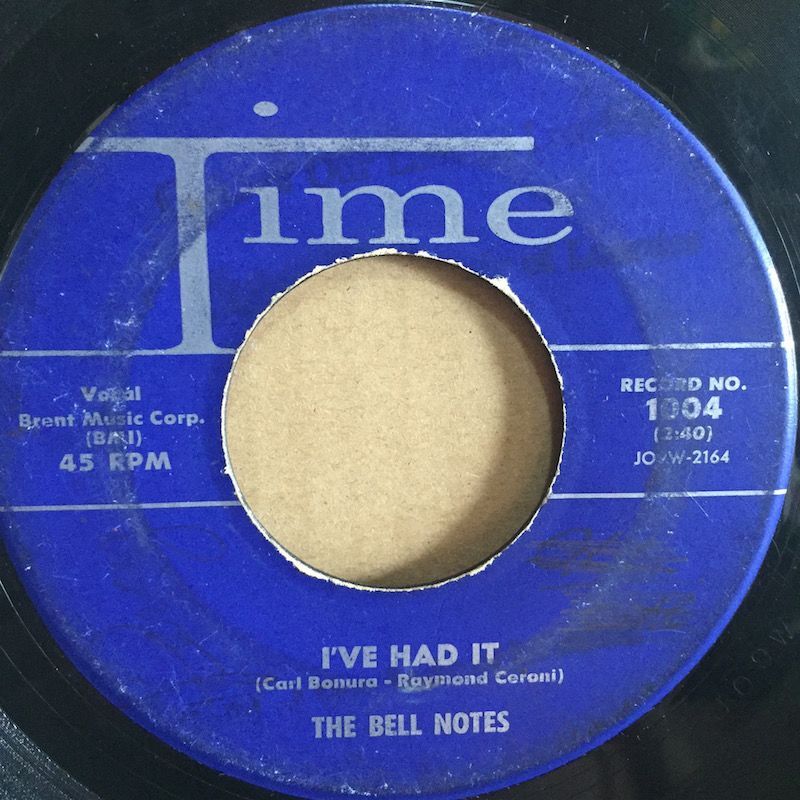 Time
Vocal
Brent Music Corp.
(BMI)
45 RPM
RECORD NO.
1004
(2:40)
JO W-2164
I'VE HAD IT
(Carl Bonura - Raymond Ceroni)
THE BELL NOTES